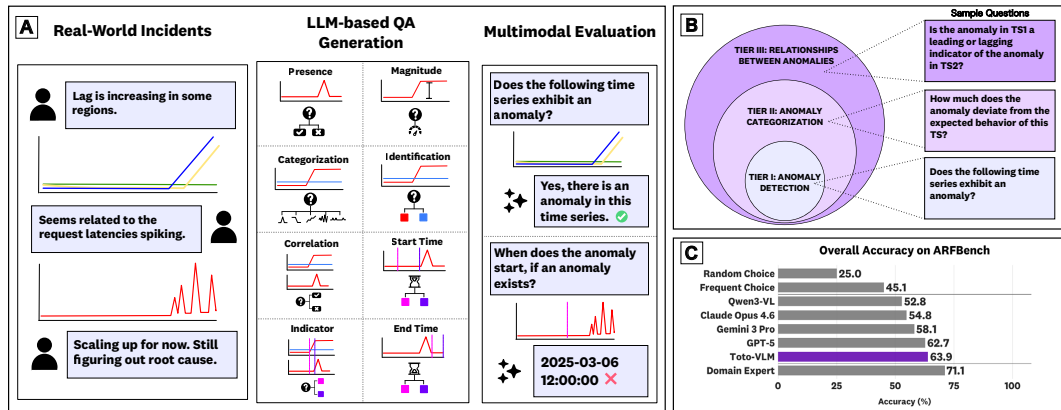 A
Real-World Incidents
Lag is increasing in some
regions.
Seems related to the
request latencies spiking.
Scaling up for now. Still
figuring out root cause.
LLM-based QA
Generation
Presence
Magnitude
Categorization
Identification
Correlation
Start Time
Indicator
End Time
Multimodal Evaluation
Does the following time
series exhibit an
anomaly?
Yes, there is an
anomaly in this
time series.
When does the anomaly
start, if an anomaly
exists?
2025-03-06
12:00:00
B
Sample Questions
TIER III: RELATIONSHIPS
BETWEEN ANOMALIES
Is the anomaly in TS1 a
leading or lagging
indicator of the anomaly
in TS2?
TIER II: ANOMALY
CATEGORIZATION
How much does the
anomaly deviate from the
expected behavior of this
TS?
TIER I: ANOMALY
DETECTION
Does the following time
series exhibit an
anomaly?
C
Overall Accuracy on ARFBench
Random Choice 25.0
Frequent Choice 45.1
Qwen3-VL 52.8
Claude Opus 4.6 54.8
Gemini 3 Pro 58.1
GPT-5 62.7
Toto-VLM 63.9
Domain Expert 71.1
0 25 50 75 100
Accuracy (%)